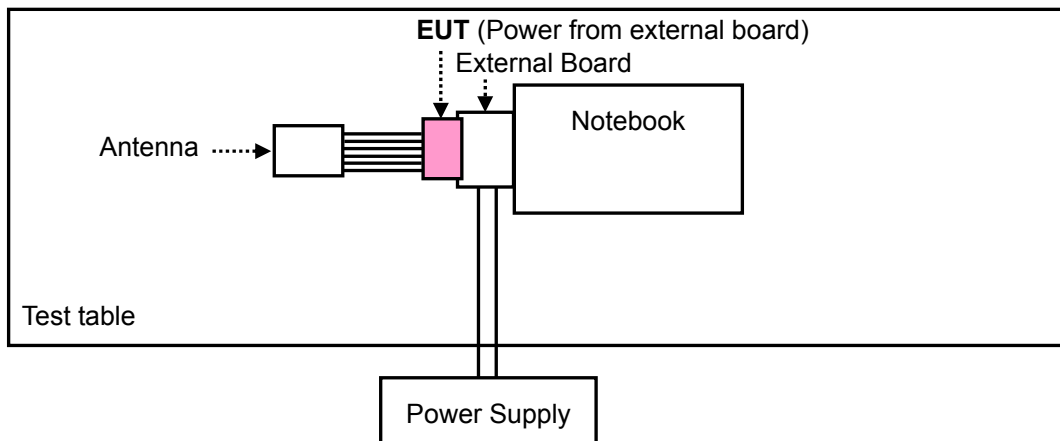 EUT (Power from external board)
External Board
Notebook
Antenna
Test table
Power Supply